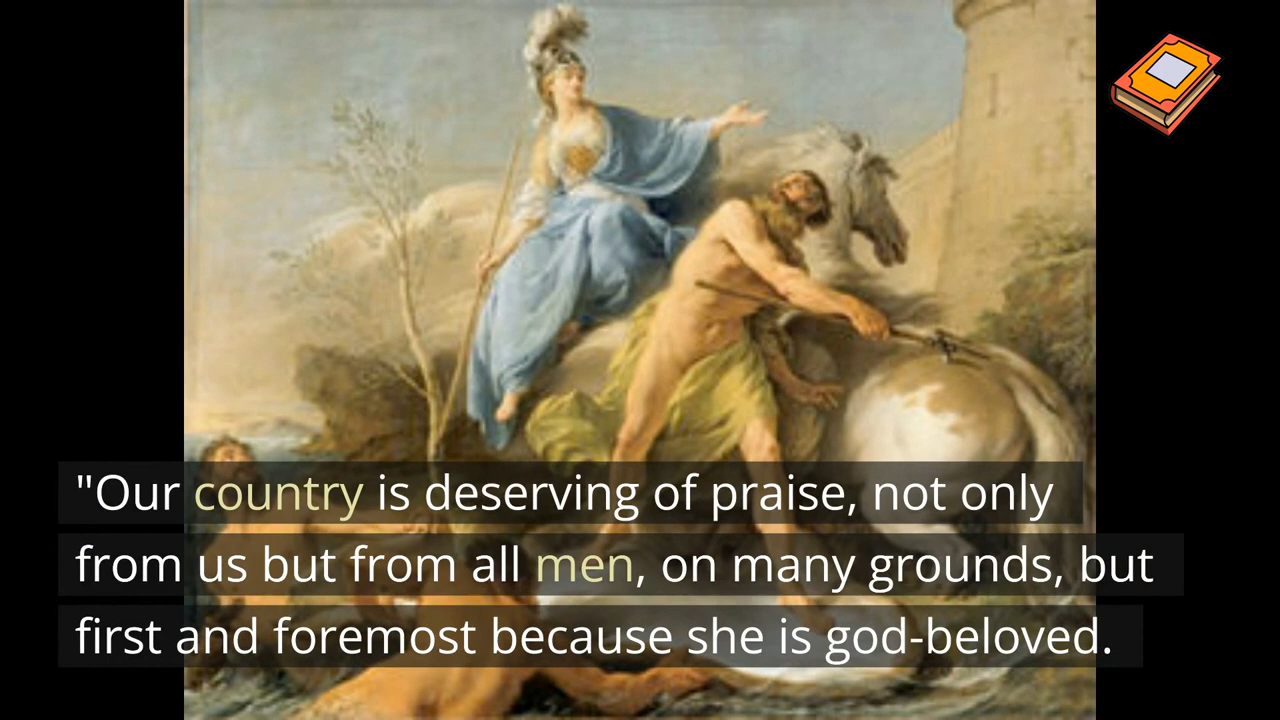 "Our country is deserving of praise, not only
from us but from all men, on many grounds, but
first and foremost because she is god-beloved.